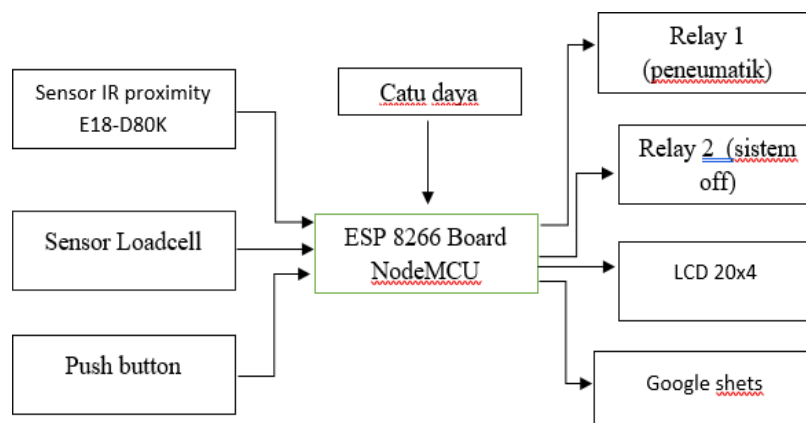 Sensor IR proximity
E18-D80K
Sensor Loadcell
Push button
Catu daya
ESP 8266 Board
NodeMCU
Relay 1
(peneumatik)
Relay 2 (sistem
off)
LCD 20x4
Google shets